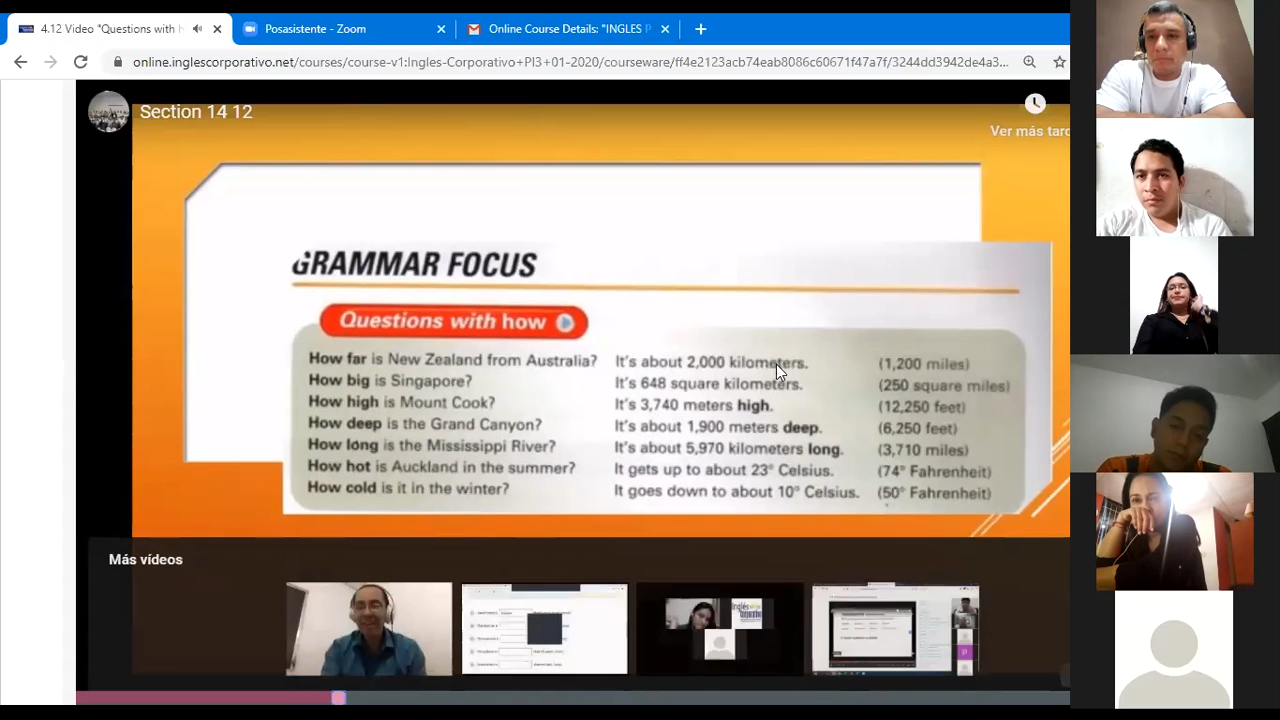 4.12 Video "Questions with h
Posasistente - Zoom
Online Course Details: "INGLES P
online.inglescorporativo.net/courses/course-v1:Ingles-Corporativo+PI3+01-2020/courseware/ff4e2123acb74eab8086c60671f47a7f/3244dd3942de4a3...
Section 14 12
Ver más tard
GRAMMAR FOCUS
Questions with how
How far is New Zealand from Australia? It's about 2,000 kilometers. (1,200 miles)
How big is Singapore? It's 648 square kilometers. (250 square miles)
How high is Mount Cook? It's 3,740 meters high. (12,250 feet)
How deep is the Grand Canyon? It's about 1,900 meters deep. (6,250 feet)
How long is the Mississippi River? It's about 5,970 kilometers long. (3,710 miles)
How hot is Auckland in the summer? It gets up to about 23° Celsius. (74° Fahrenheit)
How cold is it in the winter? It goes down to about 10° Celsius. (50° Fahrenheit)
Más vídeos